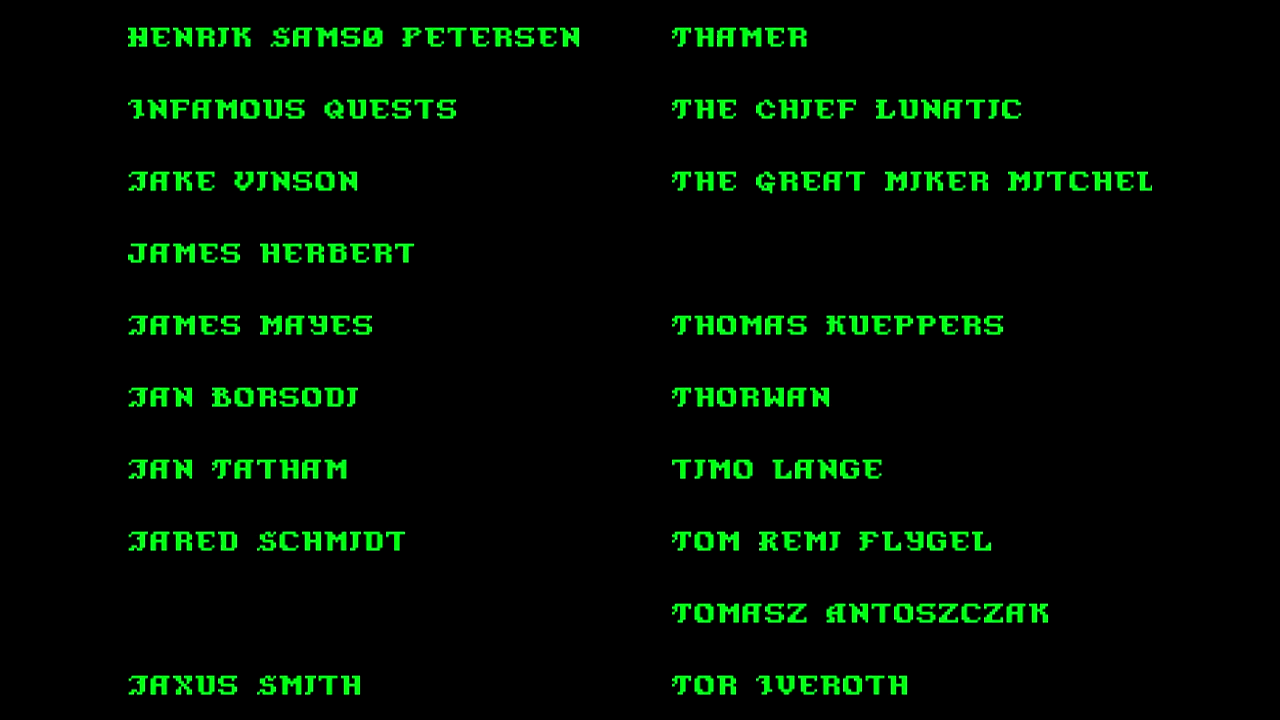 HENRIK SAMSØ PETERSEN
INFAMOUS QUESTS
JAKE VINSON
JAMES HERBERT
JAMES MAYES
JAN BORSODI
JAN TATHAM
JARED SCHMIDT
JAXUS SMITH
THAMER
THE CHIEF LUNATIC
THE GREAT MIKER MITCHEL
THOMAS KUEPPERS
THORWAN
TIMO LANGE
TOM REMI FLYGEL
TOMASZ ANTOSZCZAK
TOR IVEROTH